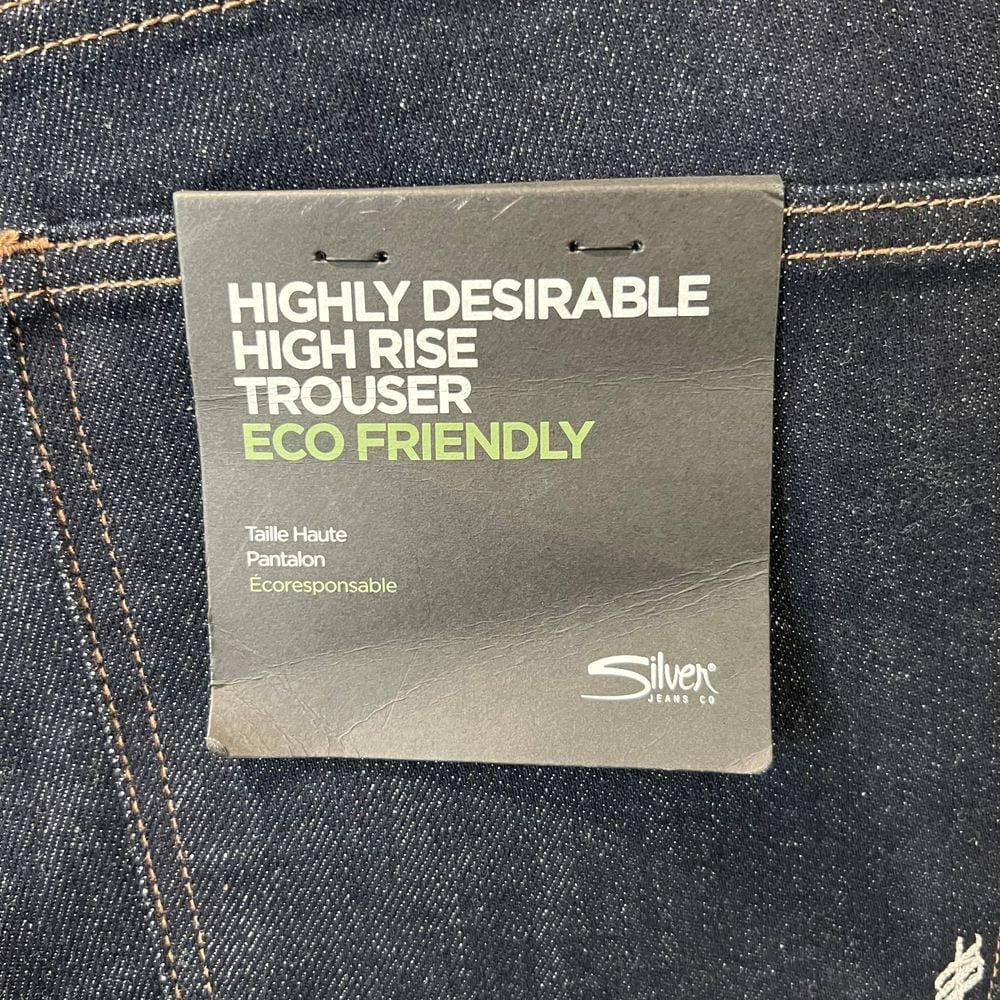 HIGHLY DESIRABLE
HIGH RISE
TROUSER
ECO FRIENDLY
Taille Haute
Pantalon
Écoresponsable
Silver®
JEANS CO